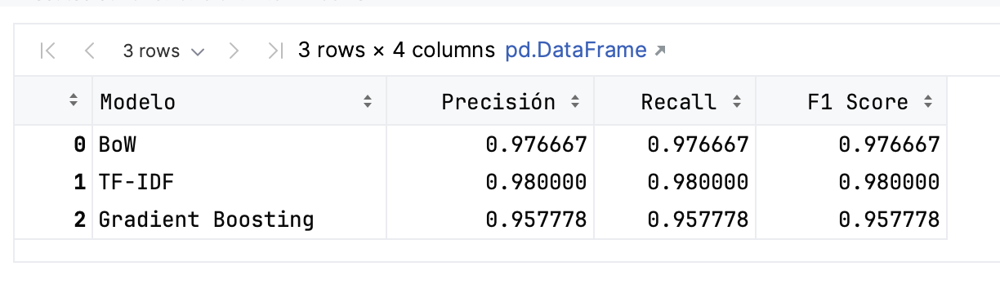 3 rows 3 rows × 4 columns pd.DataFrame
Modelo Precisión Recall F1 Score
0 BoW 0.976667 0.976667 0.976667
1 TF-IDF 0.980000 0.980000 0.980000
2 Gradient Boosting 0.957778 0.957778 0.957778